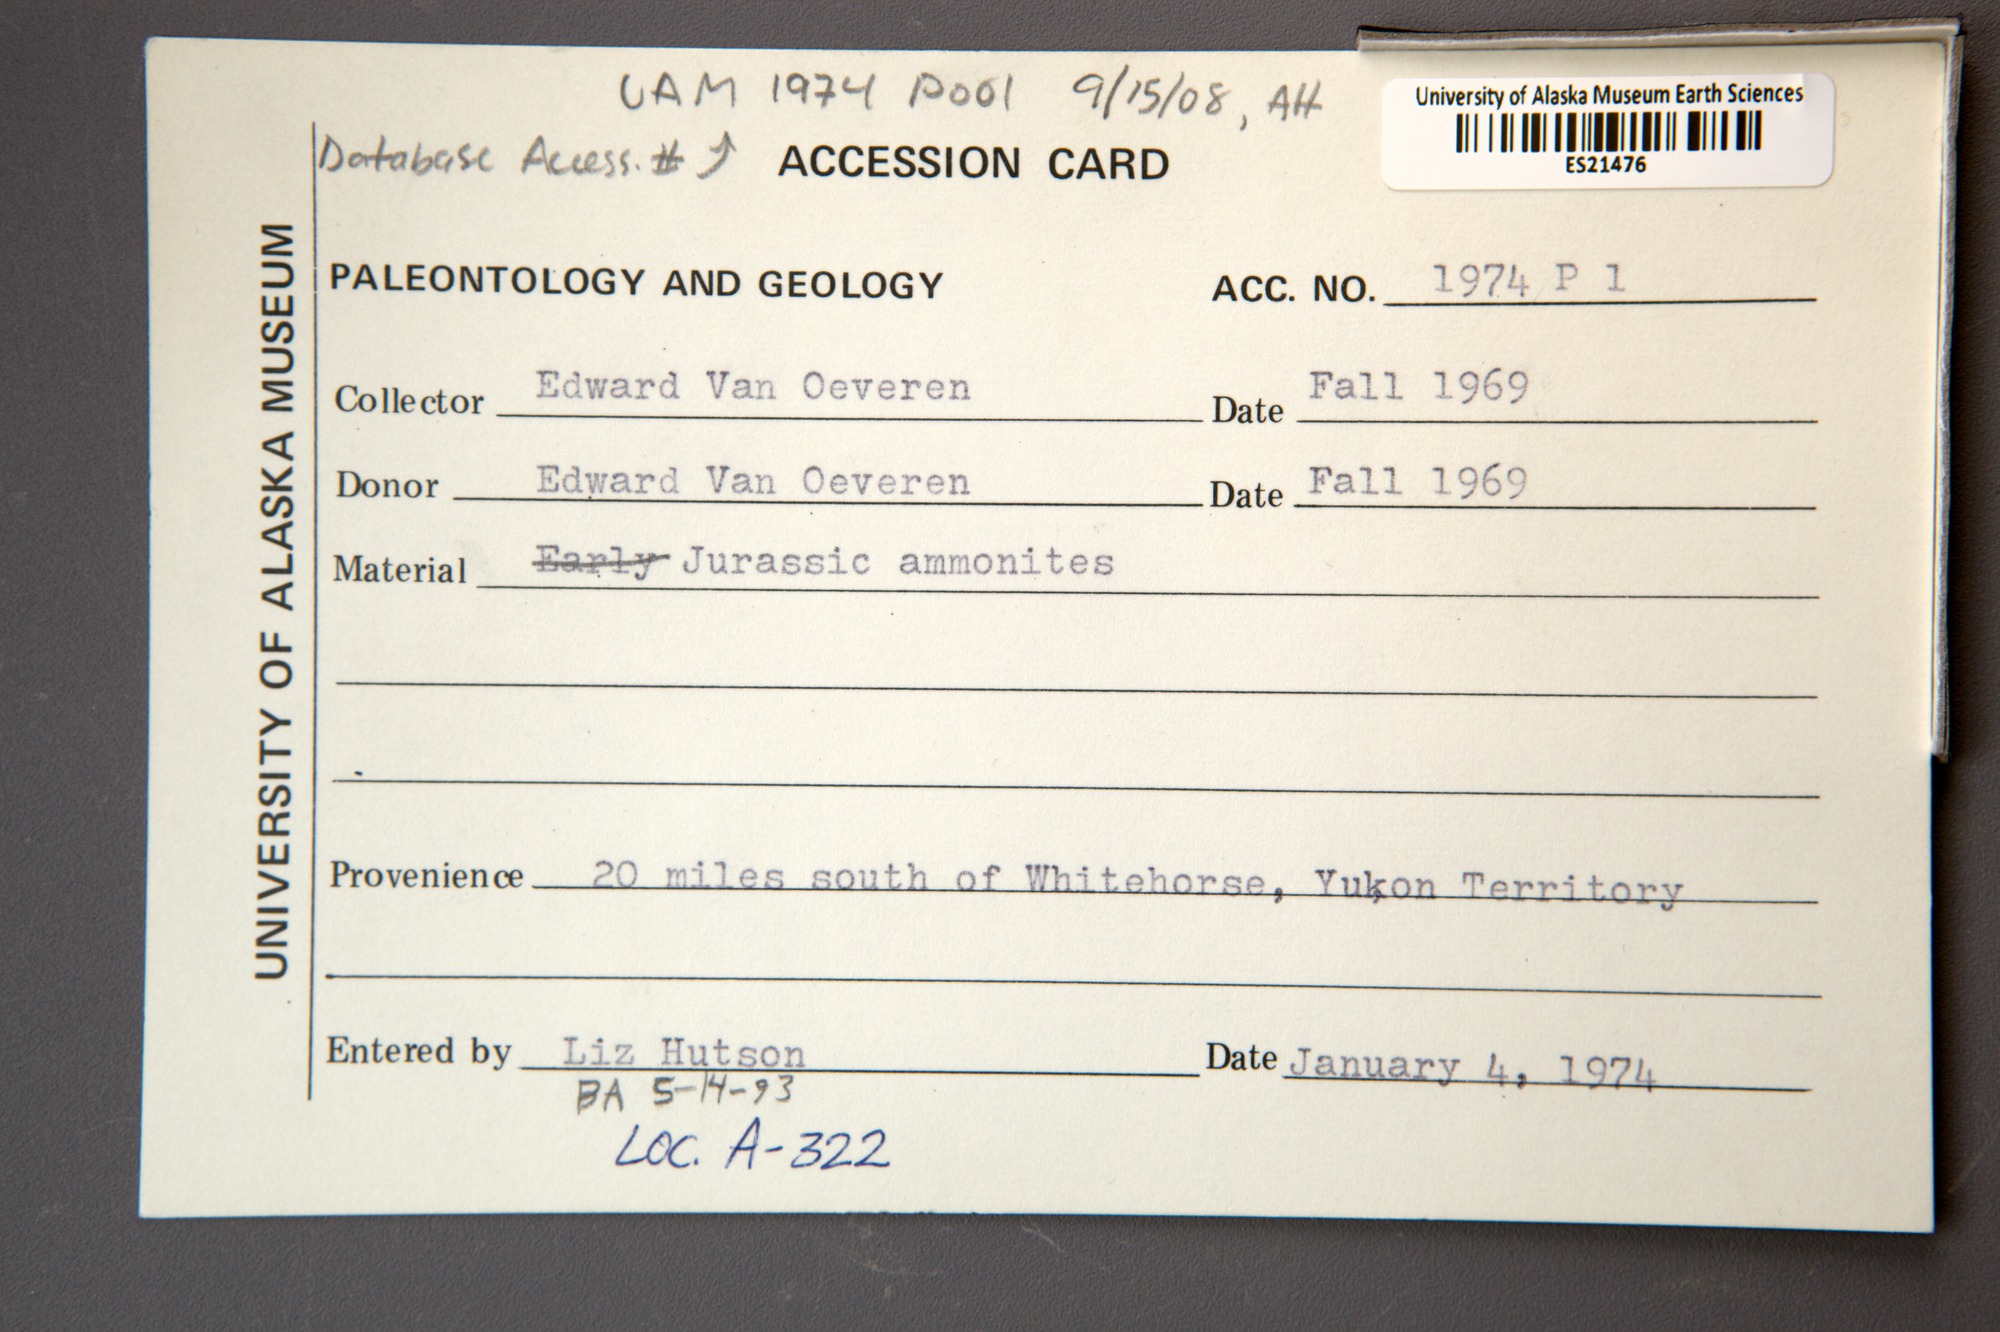 UAM 1974 P001 9/15/08, AH
Database Access. # ↗ ACCESSION CARD
University of Alaska Museum Earth Sciences
ES21476
UNIVERSITY OF ALASKA MUSEUM
PALEONTOLOGY AND GEOLOGY ACC. NO. 1974 P 1
Collector Edward Van Oeveren Date Fall 1969
Donor Edward Van Oeveren Date Fall 1969
Material Early Jurassic ammonites
Provenience 20 miles south of Whitehorse, Yukon Territory
Entered by Liz Hutson Date January 4, 1974
BA 5-14-93
LOC. A-322